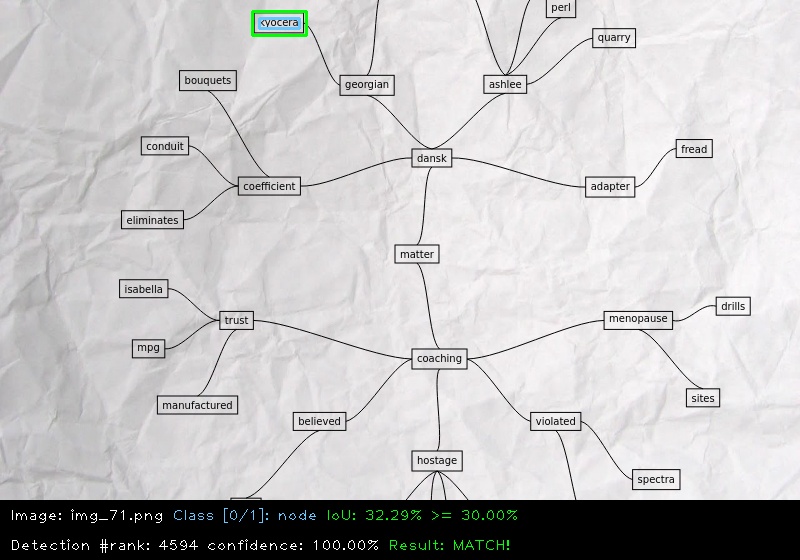 perl
kyocera
quarry
bouquets
georgian
ashlee
conduit
fread
dansk
coefficient
adapter
eliminates
matter
isabella
drills
trust
menopause
mpg
coaching
sites
manufactured
believed
violated
hostage
spectra
Image: img_71.png Class [0/1]: node IoU: 32.29% >= 30.00%
Detection #rank: 4594 confidence: 100.00% Result: MATCH!